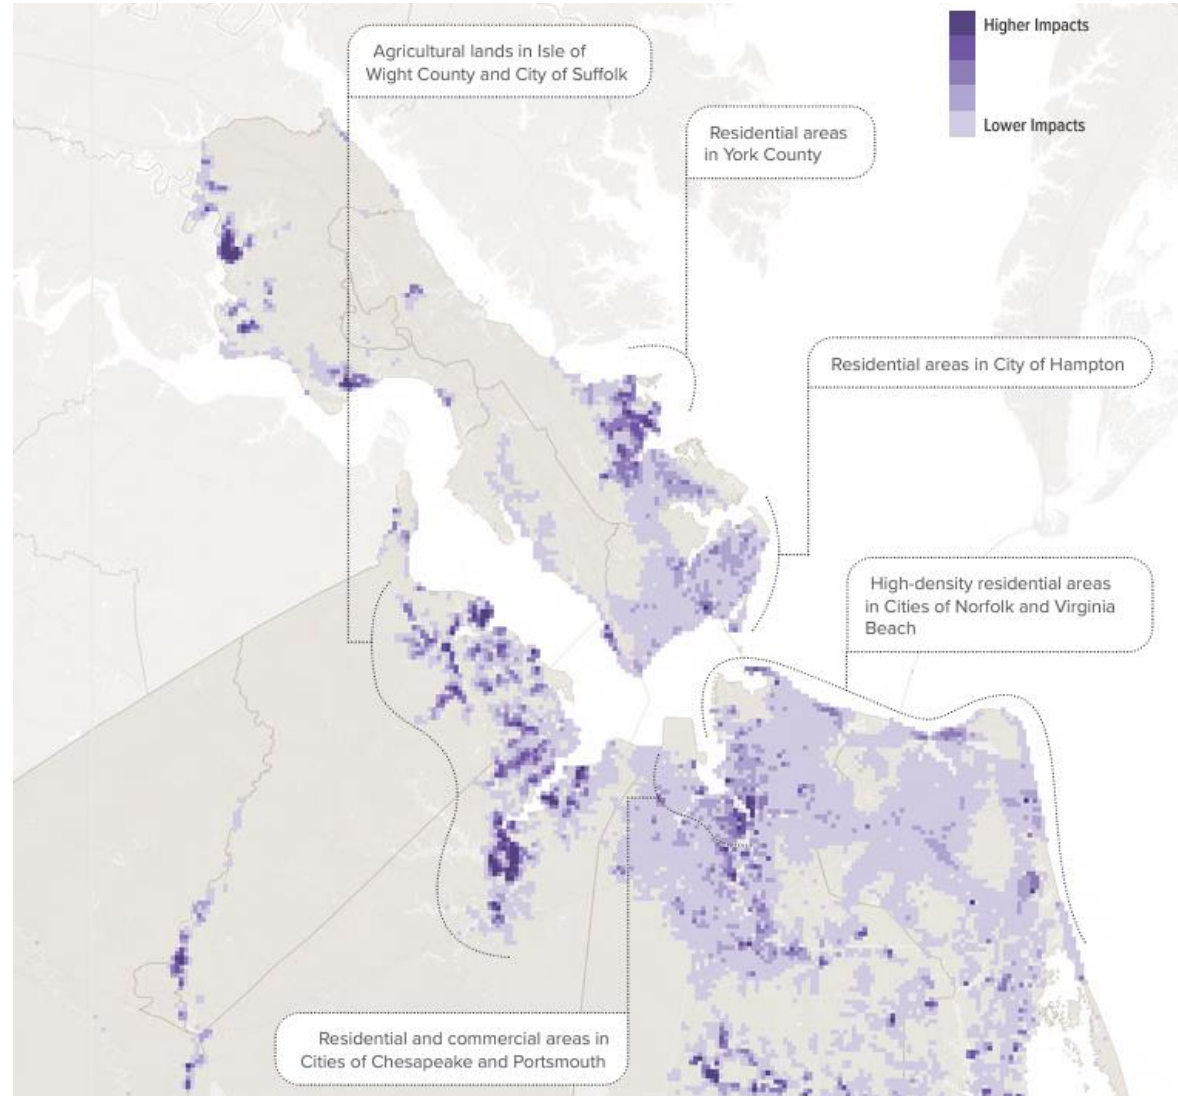 Agricultural lands in Isle of
Wight County and City of Suffolk
Higher Impacts
Lower Impacts
Residential areas
in York County
Residential areas in City of Hampton
High-density residential areas
in Cities of Norfolk and Virginia
Beach
Residential and commercial areas in
Cities of Chesapeake and Portsmouth